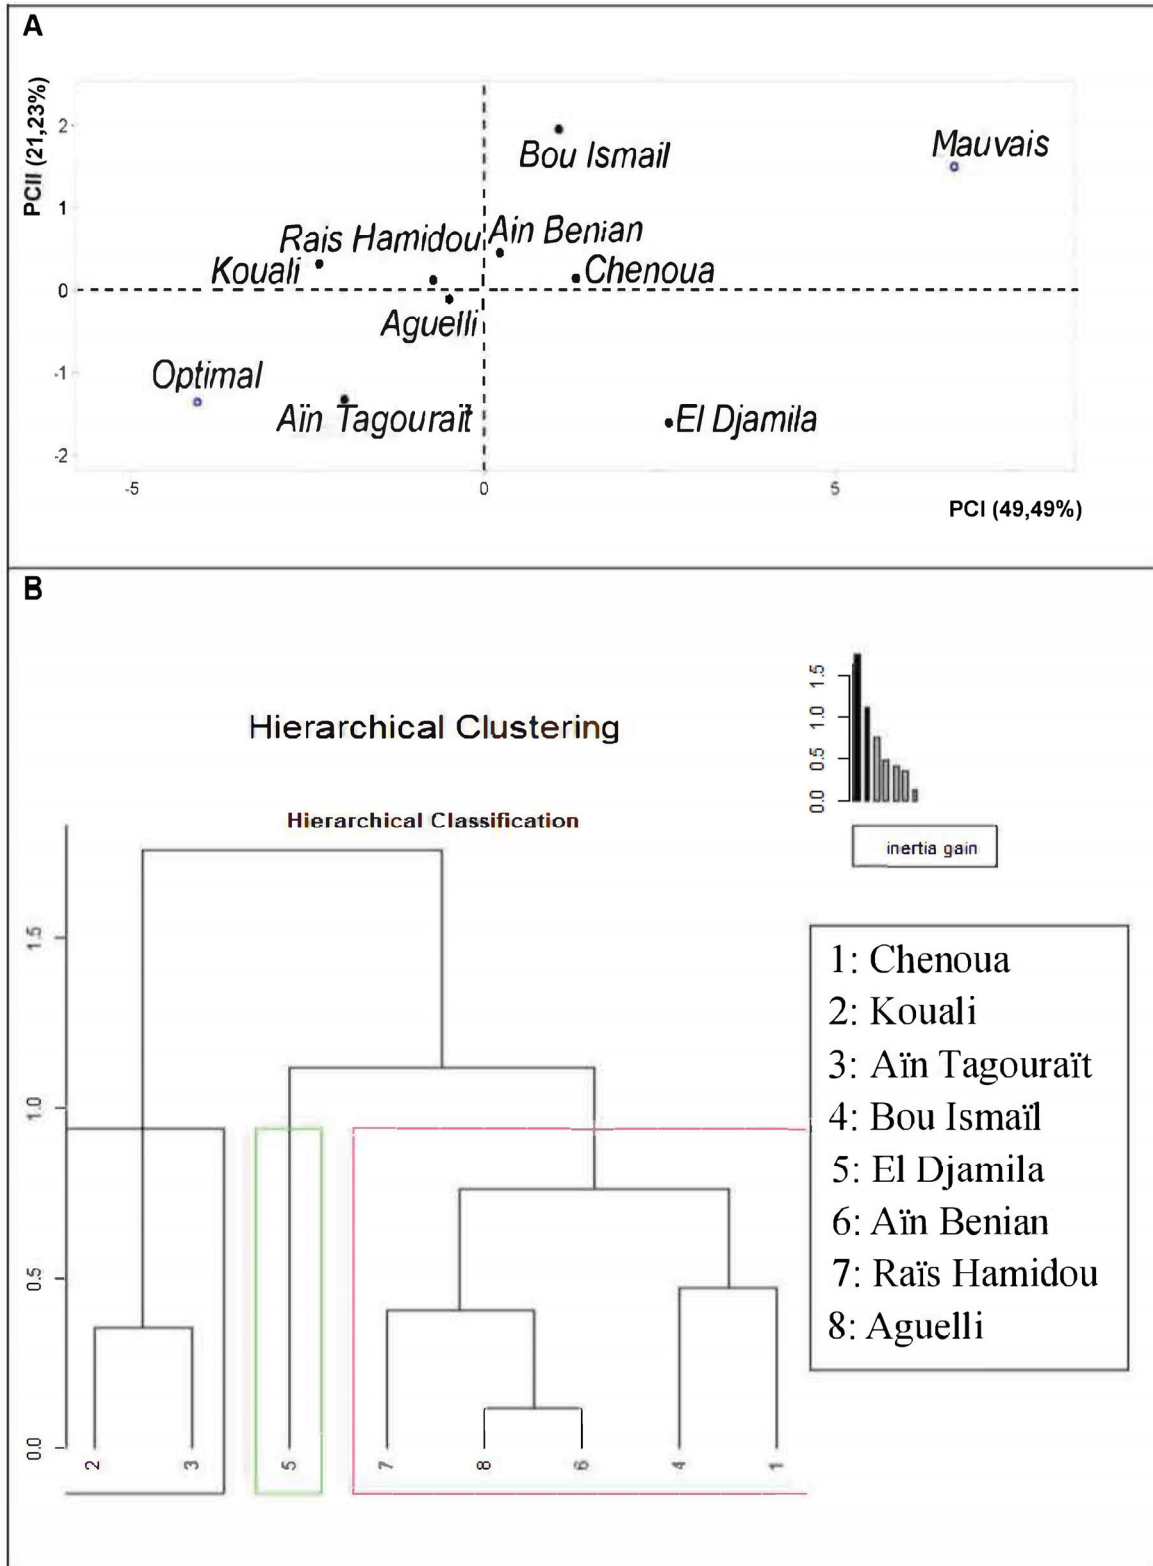 A
PCII (21,23%)
2
1
0
-1
-2
Bou Ismail
Mauvais
Rais Hamidou
Ain Benian
Kouali
Chenoua
Aguelli
Optimal
Aïn Tagouraït
El Djamila
-5
0
5
PCI (49,49%)
B
Hierarchical Clustering
Hierarchical Classification
1.5
1.0
0.5
0.0
inertia gain
1.5
1.0
0.5
0.0
2
3
5
7
8
6
4
1
1: Chenoua
2: Kouali
3: Aïn Tagouraït
4: Bou Ismaïl
5: El Djamila
6: Aïn Benian
7: Raïs Hamidou
8: Aguelli